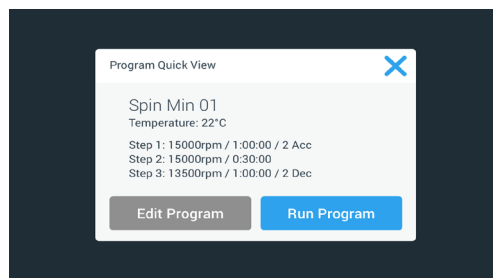 Program Quick View
Spin Min 01
Temperature: 22°C
Step 1: 15000rpm / 1:00:00 / 2 Acc
Step 2: 15000rpm / 0:30:00
Step 3: 13500rpm / 1:00:00 / 2 Dec
Edit Program
Run Program